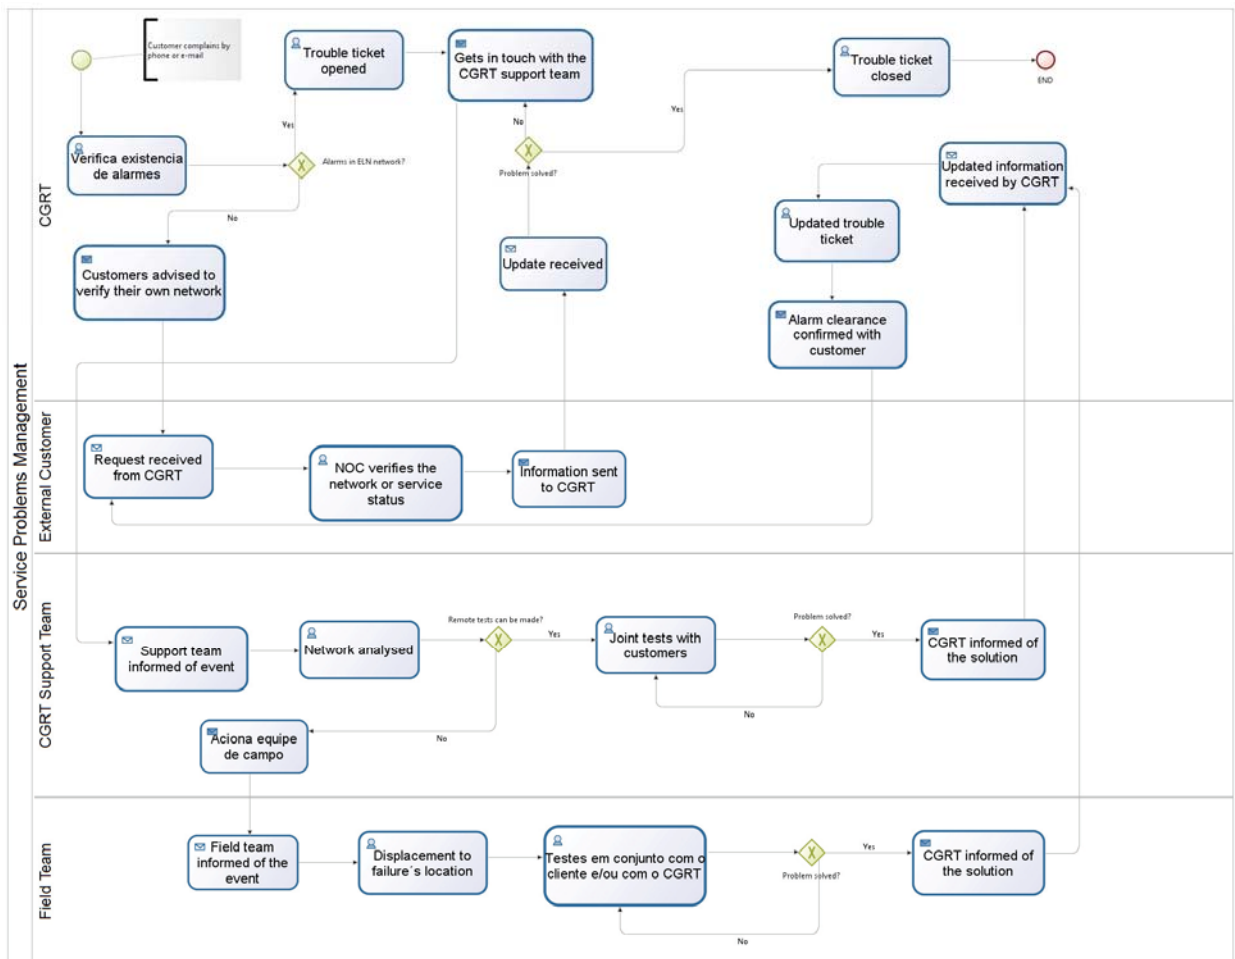 Service Problems Management
CGRT
Customer complains by
phone or e-mail
Trouble ticket
opened
Gets in touch with the
CGRT support team
Trouble ticket
closed
END
Yes
Yes
No
Verifica existencia
de alarmes
Alarms in ELN network?
Problem solved?
Updated information
received by CGRT
No
Updated trouble
ticket
Customers advised to
verify their own network
Update received
Alarm clearance
confirmed with
customer
External Customer
Request received
from CGRT
NOC verifies the
network or service
status
Information sent
to CGRT
CGRT Support Team
Support team
informed of event
Network analysed
Remote tests can be made?
Yes
Joint tests with
customers
Problem solved?
Yes
CGRT informed of
the solution
No
No
Aciona equipe
de campo
Field Team
Field team
informed of the
event
Displacement to
failure´s location
Testes em conjunto com o
cliente e/ou com o CGRT
Problem solved?
Yes
CGRT informed of
the solution
No